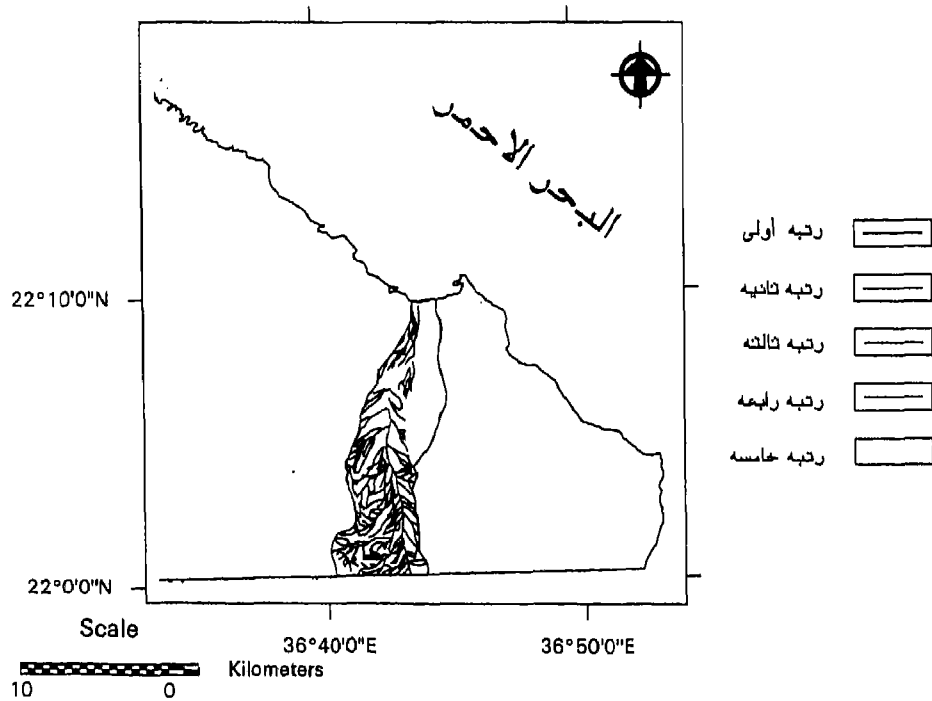 البحر الاحمر
رتبه أولى
رتبه ثانيه
رتبه ثالثه
رتبه رابعه
رتبه خامسه
22°10'0"N
22°0'0"N
36°40'0"E
36°50'0"E
Scale
Kilometers
10 0